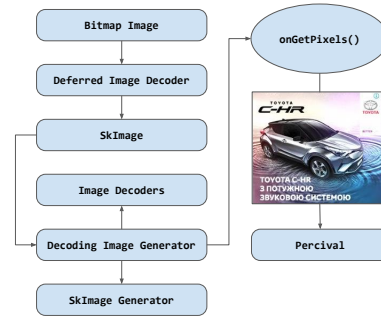 Bitmap Image
Deferred Image Decoder
SkImage
Image Decoders
Decoding Image Generator
SkImage Generator
onGetPixels()
TOYOTA
C-HR
TOYOTA
TOYOTA C-HR
З ПОТУЖНОЮ
ЗВУКОВОЮ СИСТЕМОЮ
Percival